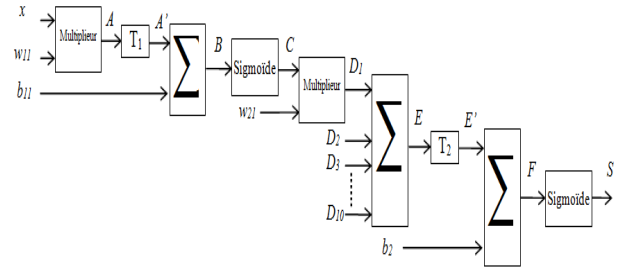 x
A
A'
Multiplieur
T1
w11
b11
B
C
Sigmoïde
∑
D1
Multiplieur
w21
D2
D3
D10
∑
E
E'
T2
b2
∑
F
S
Sigmoïde